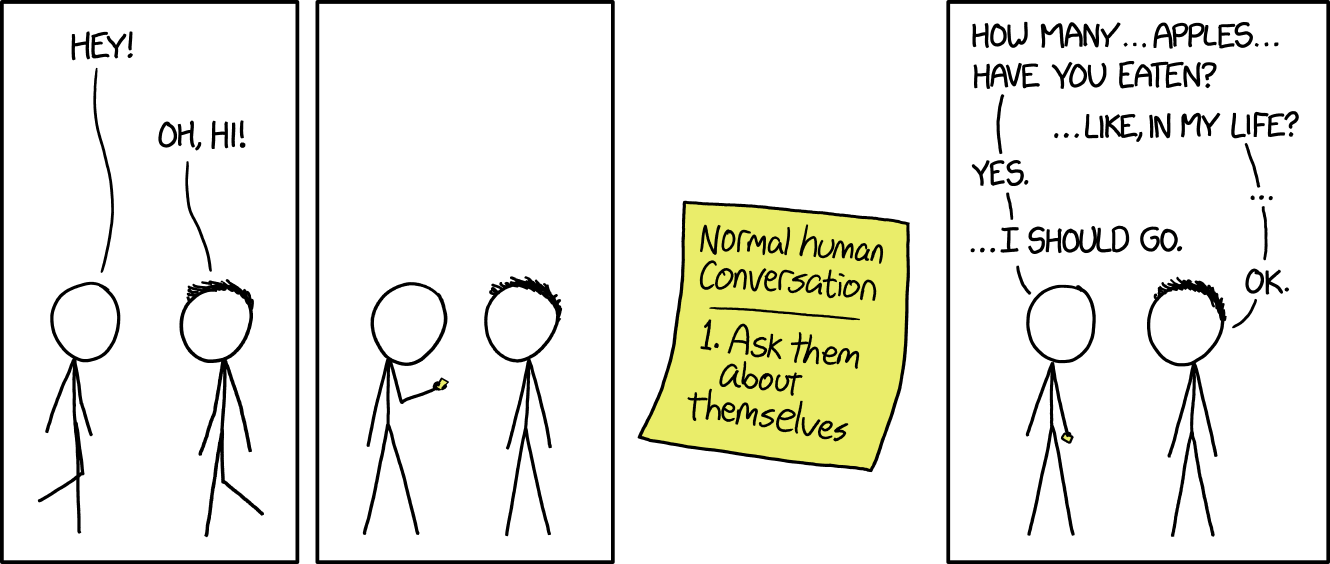 HEY!
OH, HI!
Normal human
Conversation
1. Ask them
about
themselves
HOW MANY...APPLES...
HAVE YOU EATEN?
...LIKE, IN MY LIFE?
YES.
...
...I SHOULD GO.
OK.